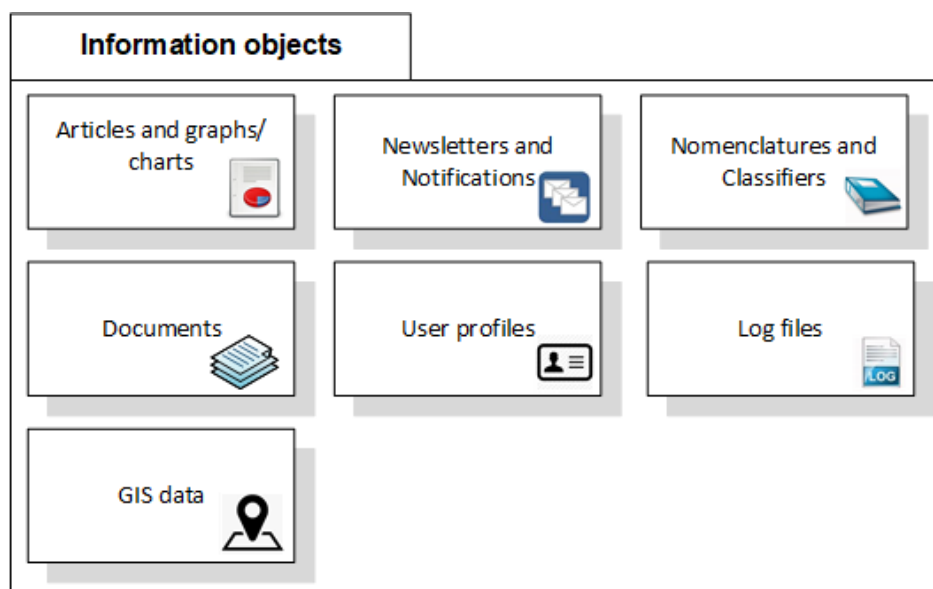 Information objects
Articles and graphs/
charts
Newsletters and
Notifications
Nomenclatures and
Classifiers
Documents
User profiles
Log files
LOG
GIS data